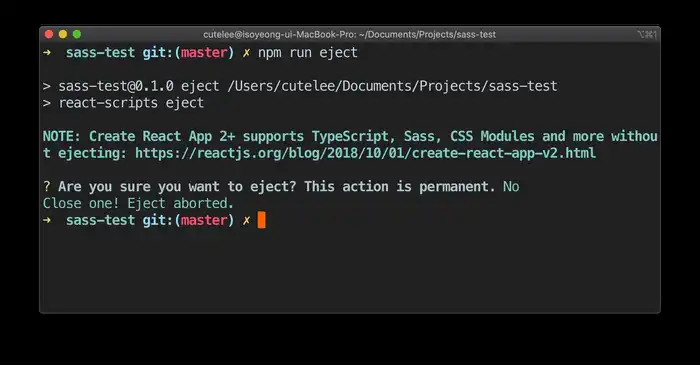 cutelee@isoyeong-ui-MacBook-Pro: ~/Documents/Projects/sass-test ⌥⌘1
➜ sass-test git:(master) ✗ npm run eject
> sass-test@0.1.0 eject /Users/cutelee/Documents/Projects/sass-test
> react-scripts eject
NOTE: Create React App 2+ supports TypeScript, Sass, CSS Modules and more withou
t ejecting: https://reactjs.org/blog/2018/10/01/create-react-app-v2.html
? Are you sure you want to eject? This action is permanent. No
Close one! Eject aborted.
➜ sass-test git:(master) ✗